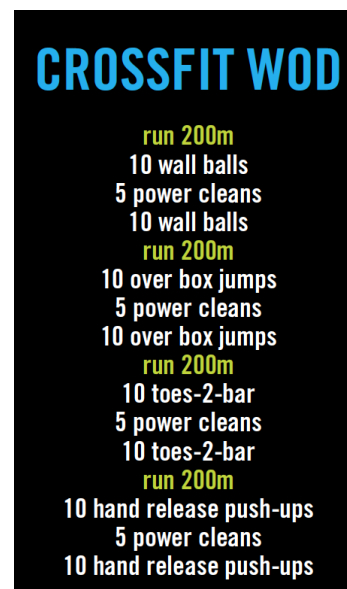 CROSSFIT WOD
run 200m
10 wall balls
5 power cleans
10 wall balls
run 200m
10 over box jumps
5 power cleans
10 over box jumps
run 200m
10 toes-2-bar
5 power cleans
10 toes-2-bar
run 200m
10 hand release push-ups
5 power cleans
10 hand release push-ups